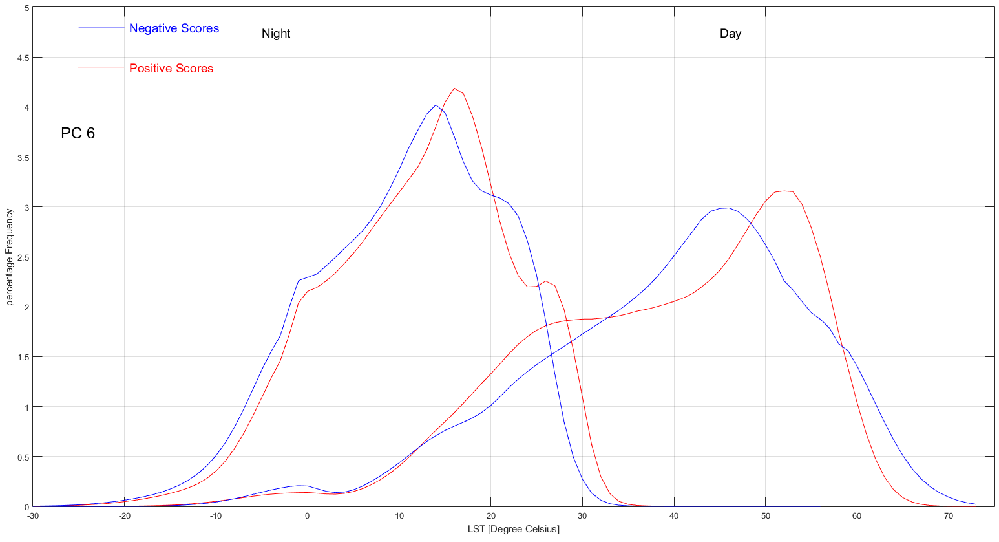 5
4.5
4
3.5
3
2.5
2
1.5
1
0.5
0
Negative Scores
Positive Scores
Night
Day
PC 6
percentage Frequency
-30 -20 -10 0 10 20 30 40 50 60 70
LST [Degree Celsius]